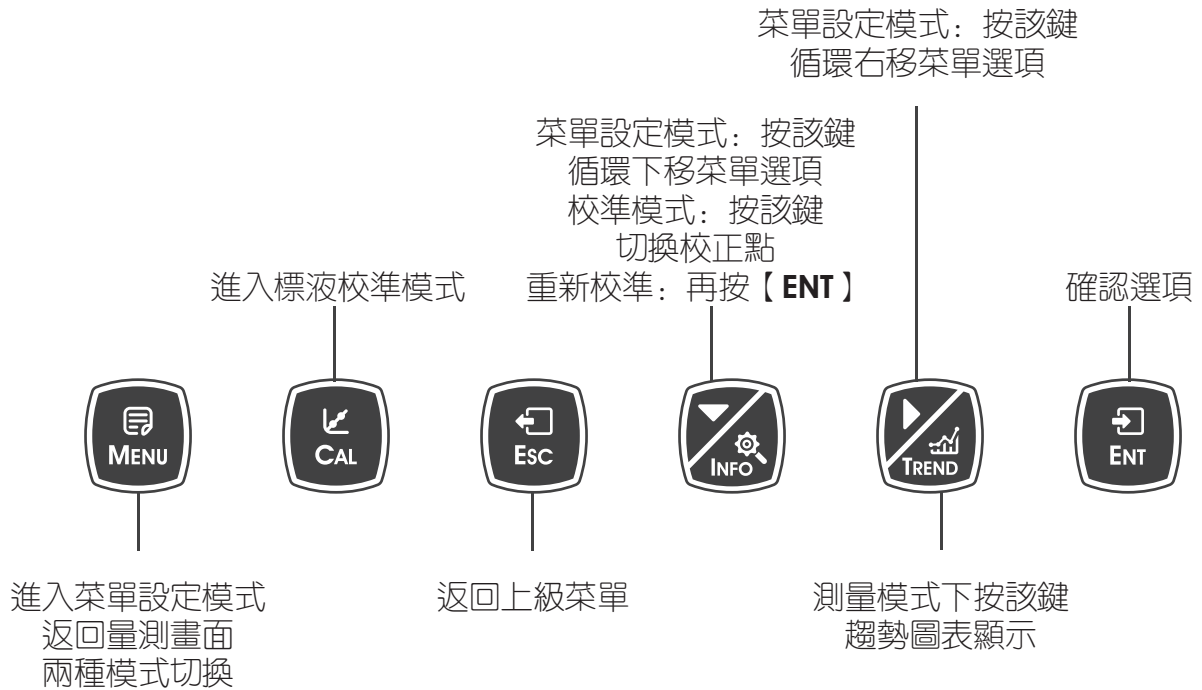 菜單設定模式：按該鍵
循環右移菜單選項
菜單設定模式：按該鍵
循環下移菜單選項
校準模式：按該鍵
切換校正點
進入標液校準模式
重新校準：再按【ENT】
確認選項
MENU
CAL
ESC
INFO
TREND
ENT
進入菜單設定模式
返回量測畫面
兩種模式切換
返回上級菜單
測量模式下按該鍵
趨勢圖表顯示